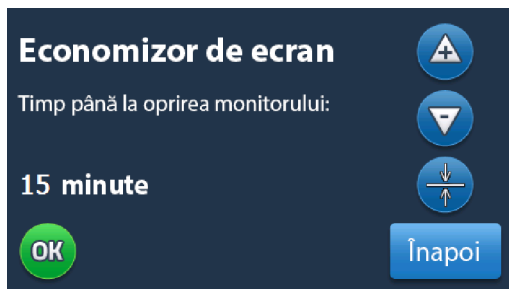 Economizor de ecran
Timp până la oprirea monitorului:
15 minute
OK
Înapoi